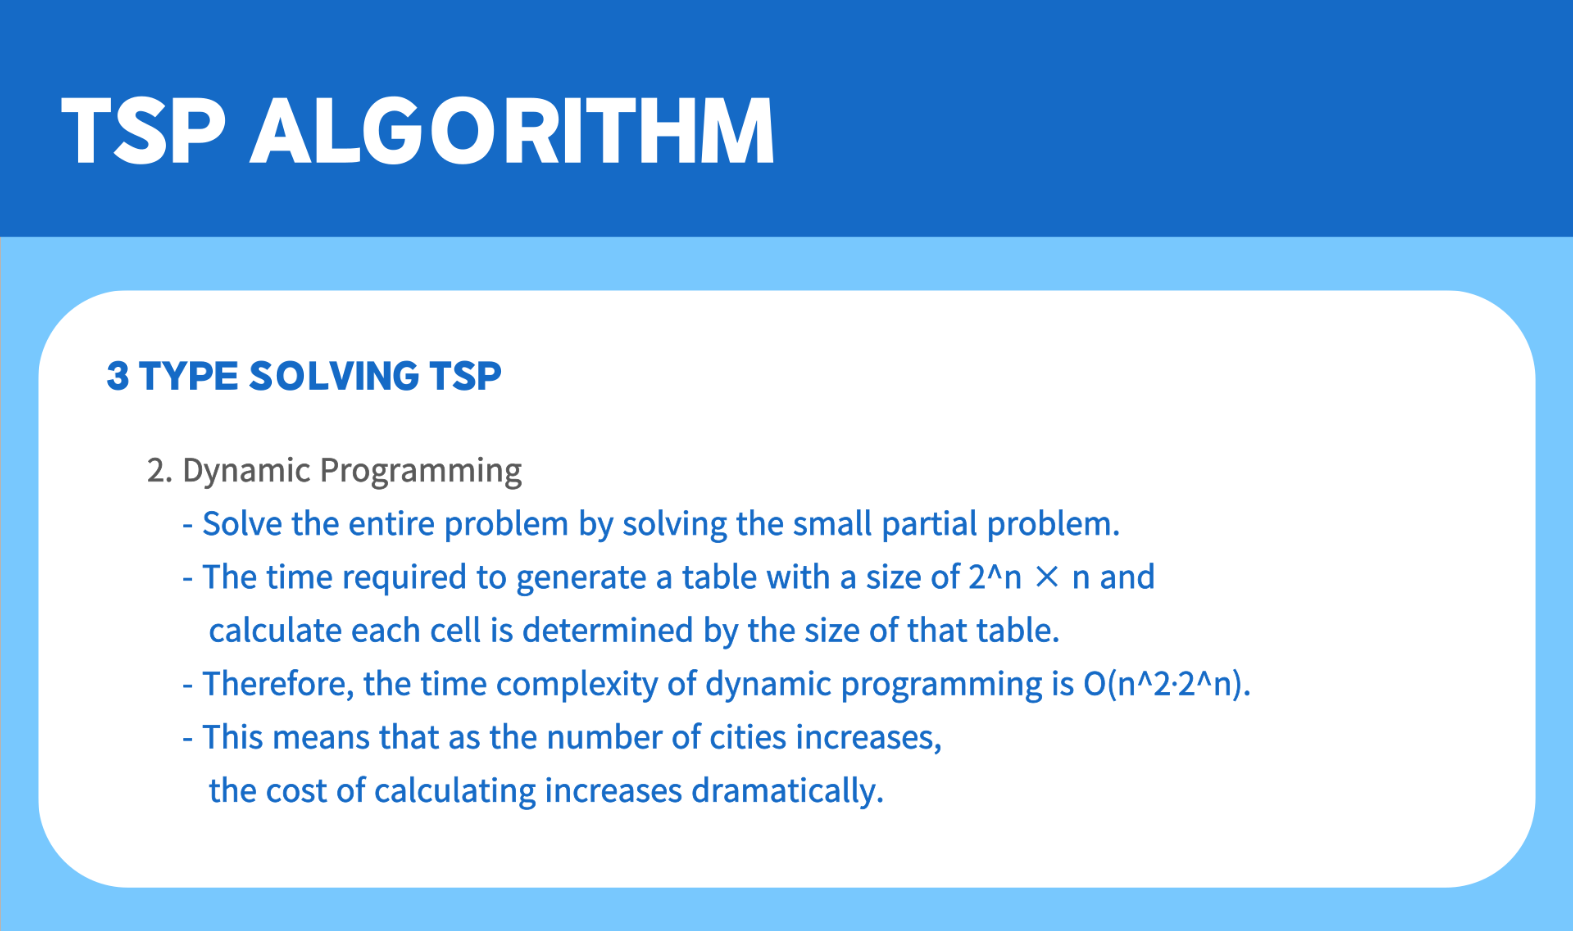 TSP ALGORITHM
3 TYPE SOLVING TSP
2. Dynamic Programming
- Solve the entire problem by solving the small partial problem.
- The time required to generate a table with a size of 2^n × n and
calculate each cell is determined by the size of that table.
- Therefore, the time complexity of dynamic programming is O(n^2·2^n).
- This means that as the number of cities increases,
the cost of calculating increases dramatically.